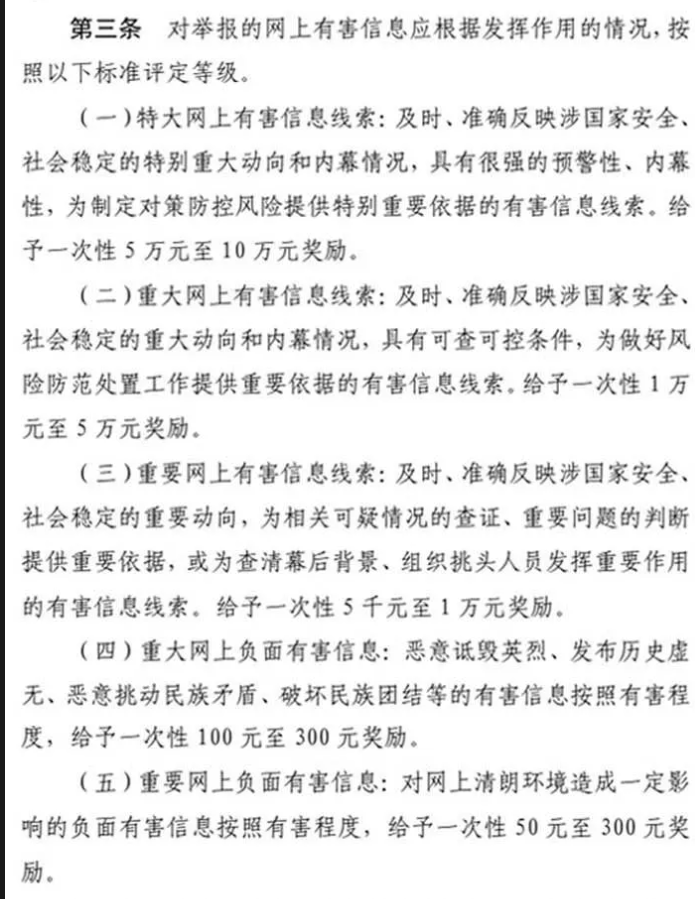 第三条 对举报的网上有害信息应根据发挥作用的情况，按
照以下标准评定等级。
（一）特大网上有害信息线索：及时、准确反映涉国家安全、
社会稳定的特别重大动向和内幕情况，具有很强的预警性、内幕
性，为制定对策防控风险提供特别重要依据的有害信息线索。给
予一次性 5 万元至 10 万元奖励。
（二）重大网上有害信息线索：及时、准确反映涉国家安全、
社会稳定的重大动向和内幕情况，具有可查可控条件，为做好风
险防范处置工作提供重要依据的有害信息线索。给予一次性 1 万
元至 5 万元奖励。
（三）重要网上有害信息线索：及时、准确反映涉国家安全、
社会稳定的重要动向，为相关可疑情况的查证、重要问题的判断
提供重要依据，或为查清幕后背景、组织挑头人员发挥重要作用
的有害信息线索。给予一次性 5 千元至 1 万元奖励。
（四）重大网上负面有害信息：恶意诋毁英烈、发布历史虚
无、恶意挑动民族矛盾、破坏民族团结等的有害信息按照有害程
度，给予一次性 100 元至 300 元奖励。
（五）重要网上负面有害信息：对网上清朗环境造成一定影
响的负面有害信息按照有害程度，给予一次性 50 元至 300 元奖
励。